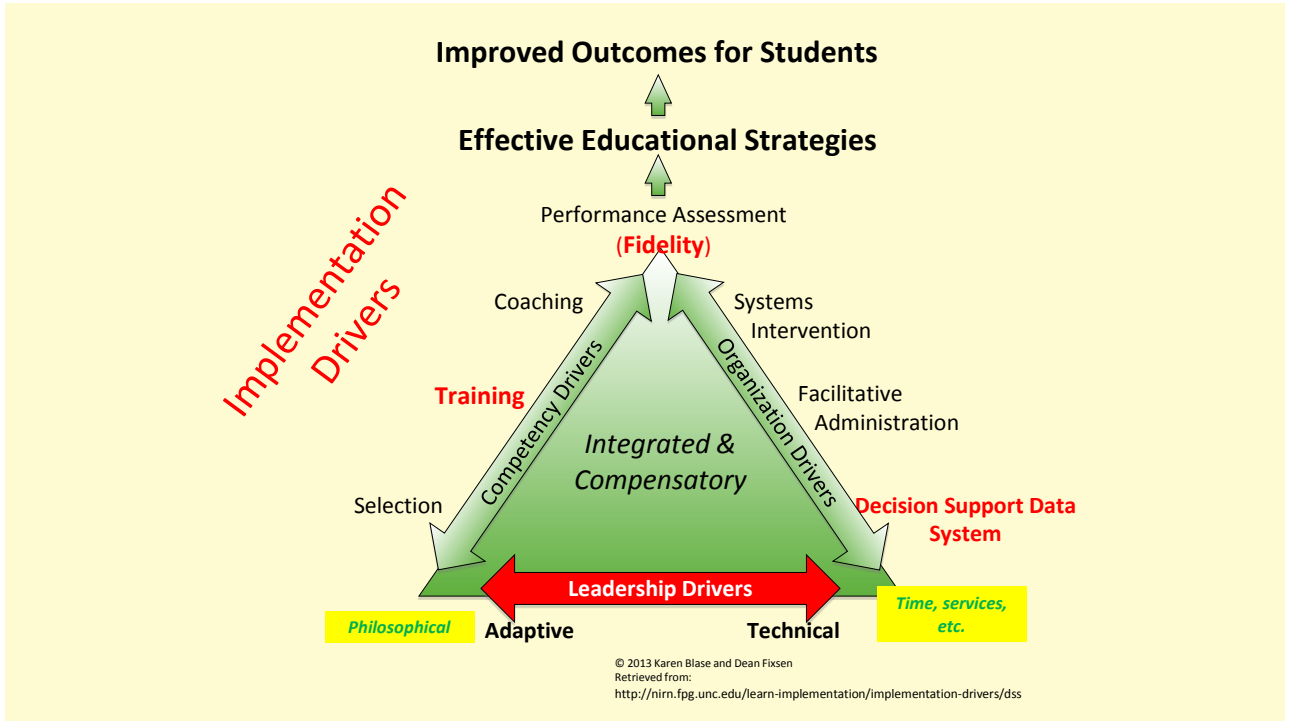 Improved Outcomes for Students
Effective Educational Strategies
Implementation
Drivers
Performance Assessment
(Fidelity)
Coaching
Systems
Intervention
Training
Competency Drivers
Organization Drivers
Facilitative
Administration
Integrated &
Compensatory
Selection
Decision Support Data
System
Leadership Drivers
Philosophical
Adaptive
Technical
Time, services,
etc.
© 2013 Karen Blase and Dean Fixsen
Retrieved from:
http://nirn.fpg.unc.edu/learn-implementation/implementation-drivers/dss